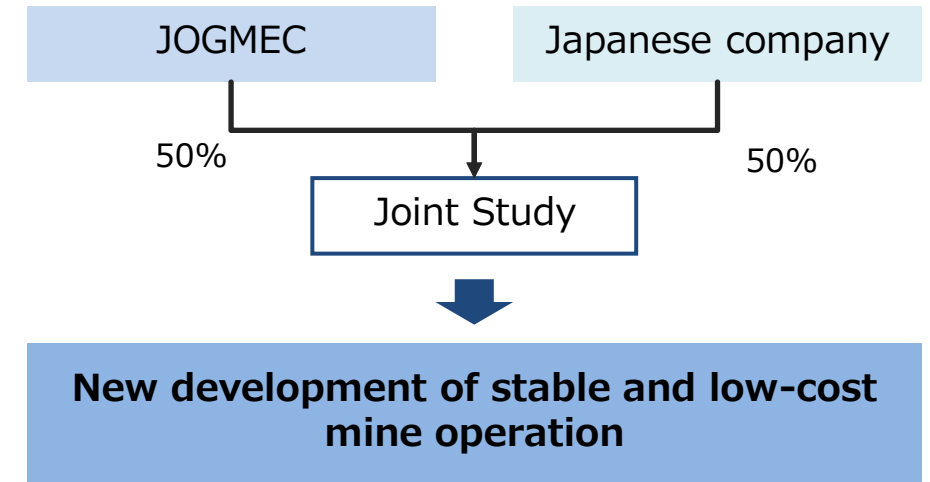 JOGMEC
Japanese company
50%
50%
Joint Study
New development of stable and low-cost
mine operation